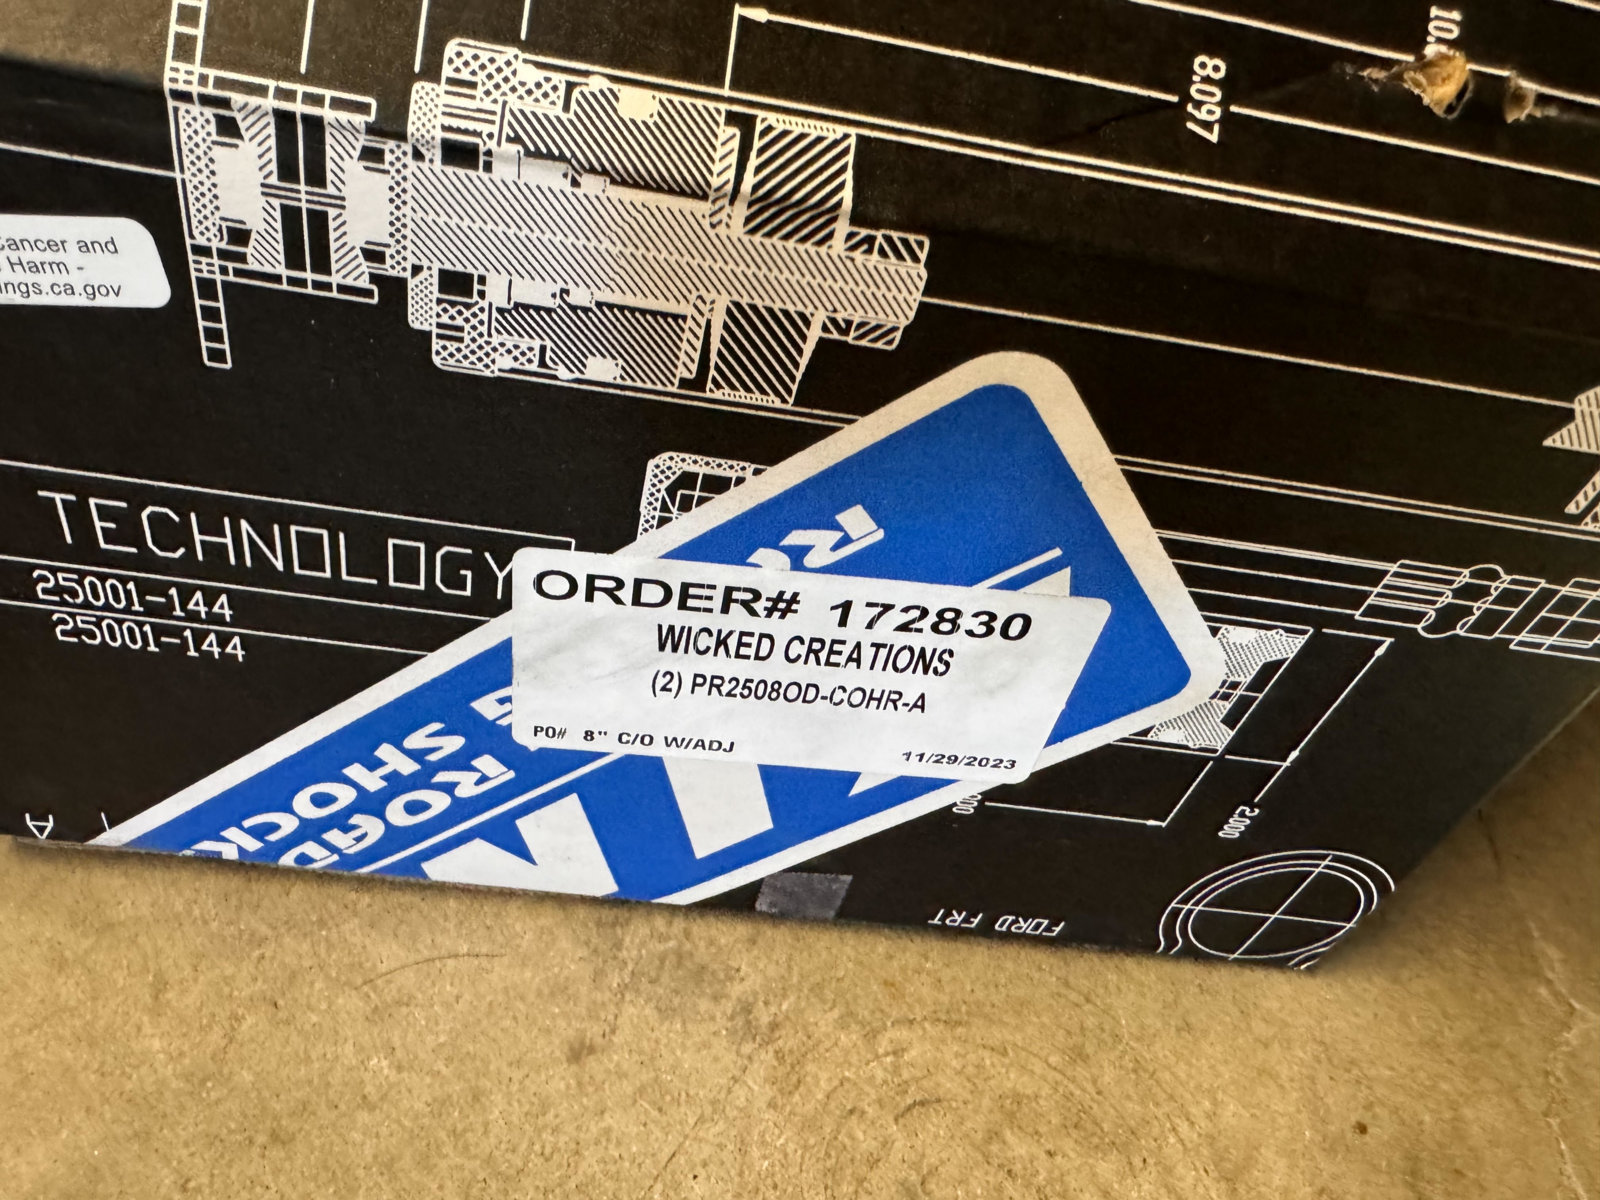 10.
8.097
Cancer and
Harm -
ings.ca.gov
TECHNOLOGY
25001-144
25001-144
ORDER# 172830
WICKED CREATIONS
(2) PR2508OD-COHR-A
PO# 8" C/O W/ADJ
11/29/2023
ROAD
SHOCK
2.000
FORD FRT
A